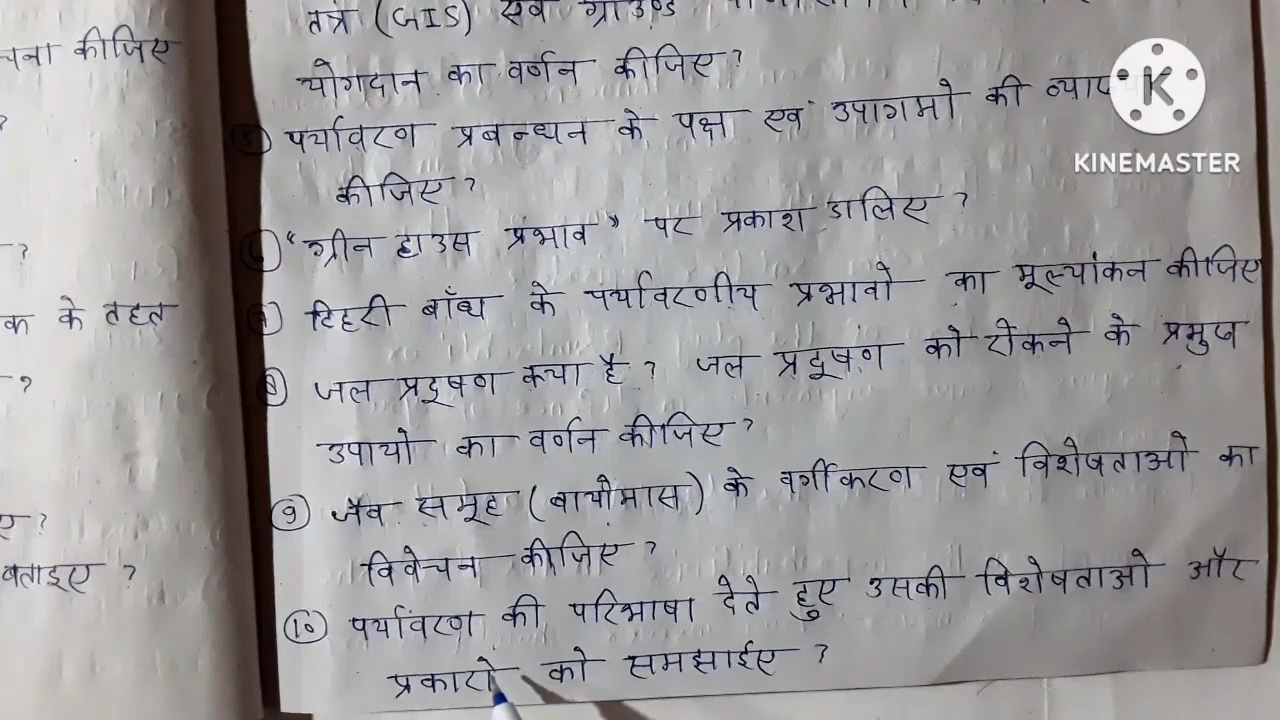 चना कीजिए
?
?
क के तहत
?
ए?
बताइए ?
तंत्र (GIS) एवं ग्राउण्ड
योगदान का वर्णन कीजिए?
⑤ पर्यावरण प्रबन्धन के पक्ष एवं उपागमो की
कीजिए?
⑥ "ग्रीन हाउस प्रभाव" पर प्रकाश डालिए ?
⑦ टिहरी बाँध के पर्यावरणीय प्रभावो का मूल्यांकन कीजिए
⑧ जल प्रदूषण क्या है? जल प्रदूषण को रोकने के प्रमुख
उपायो का वर्णन कीजिए?
⑨ जैव समूह (बायोमास) के वर्गीकरण एवं विशेषताओ का
विवेचन कीजिए?
⑩ पर्यावरण की परिभाषा देते हुए उसकी विशेषताओ और
प्रकारो को समझाईए ?
K
KINEMASTER